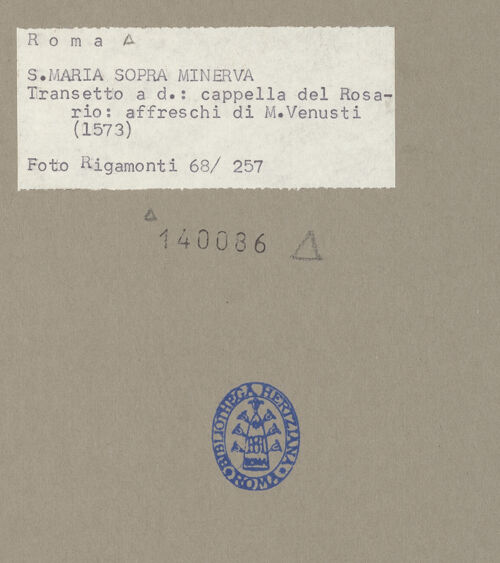 Roma
S.MARIA SOPRA MINERVA
Transetto a d.: cappella del Rosa-
rio: affreschi di M.Venusti
(1573)
Foto Rigamonti 68/ 257
140086
BIBLIOTHECA HERTZIANA
ROMA